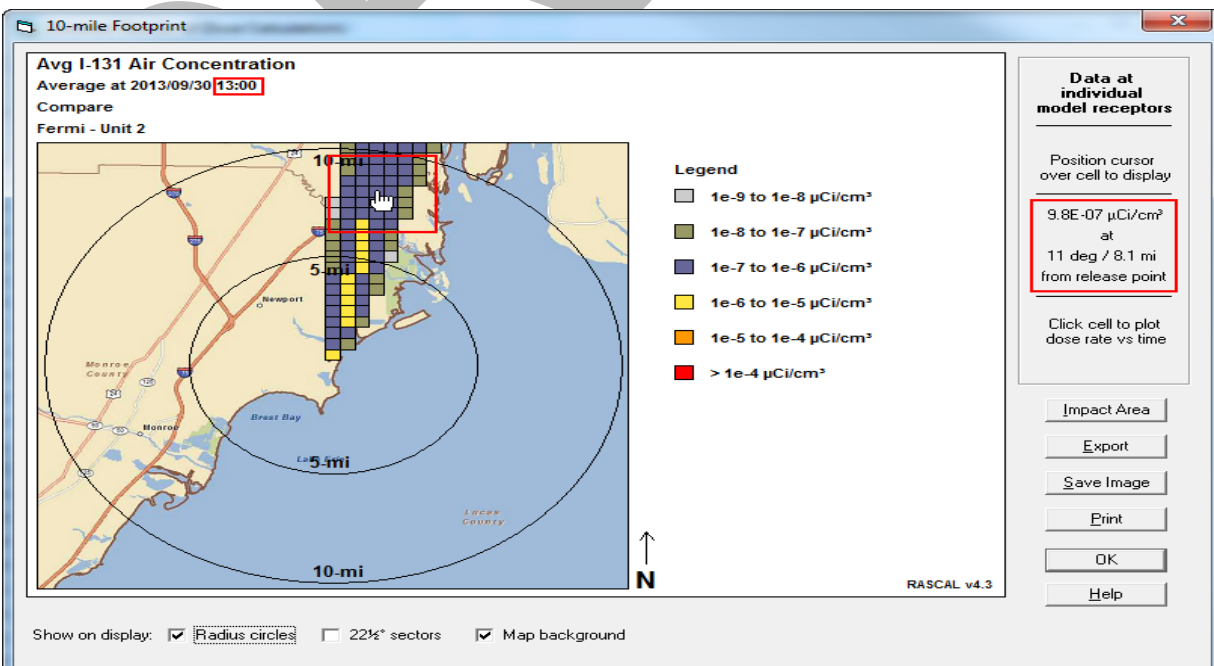 10-mile Footprint
Avg I-131 Air Concentration
Average at 2013/09/30 13:00
Compare
Fermi - Unit 2
10-mi
5-mi
Newport
Monroe
County
24
125
24
50
50
Monroe
Brest Bay
5-mi
Lucas
County
10-mi
N
Legend
1e-9 to 1e-8 µCi/cm³
1e-8 to 1e-7 µCi/cm³
1e-7 to 1e-6 µCi/cm³
1e-6 to 1e-5 µCi/cm³
1e-5 to 1e-4 µCi/cm³
> 1e-4 µCi/cm³
RASCAL v4.3
Data at
individual
model receptors
Position cursor
over cell to display
9.8E-07 µCi/cm³
at
11 deg / 8.1 mi
from release point
Click cell to plot
dose rate vs time
Impact Area
Export
Save Image
Print
OK
Help
Show on display: Radius circles 22½° sectors Map background